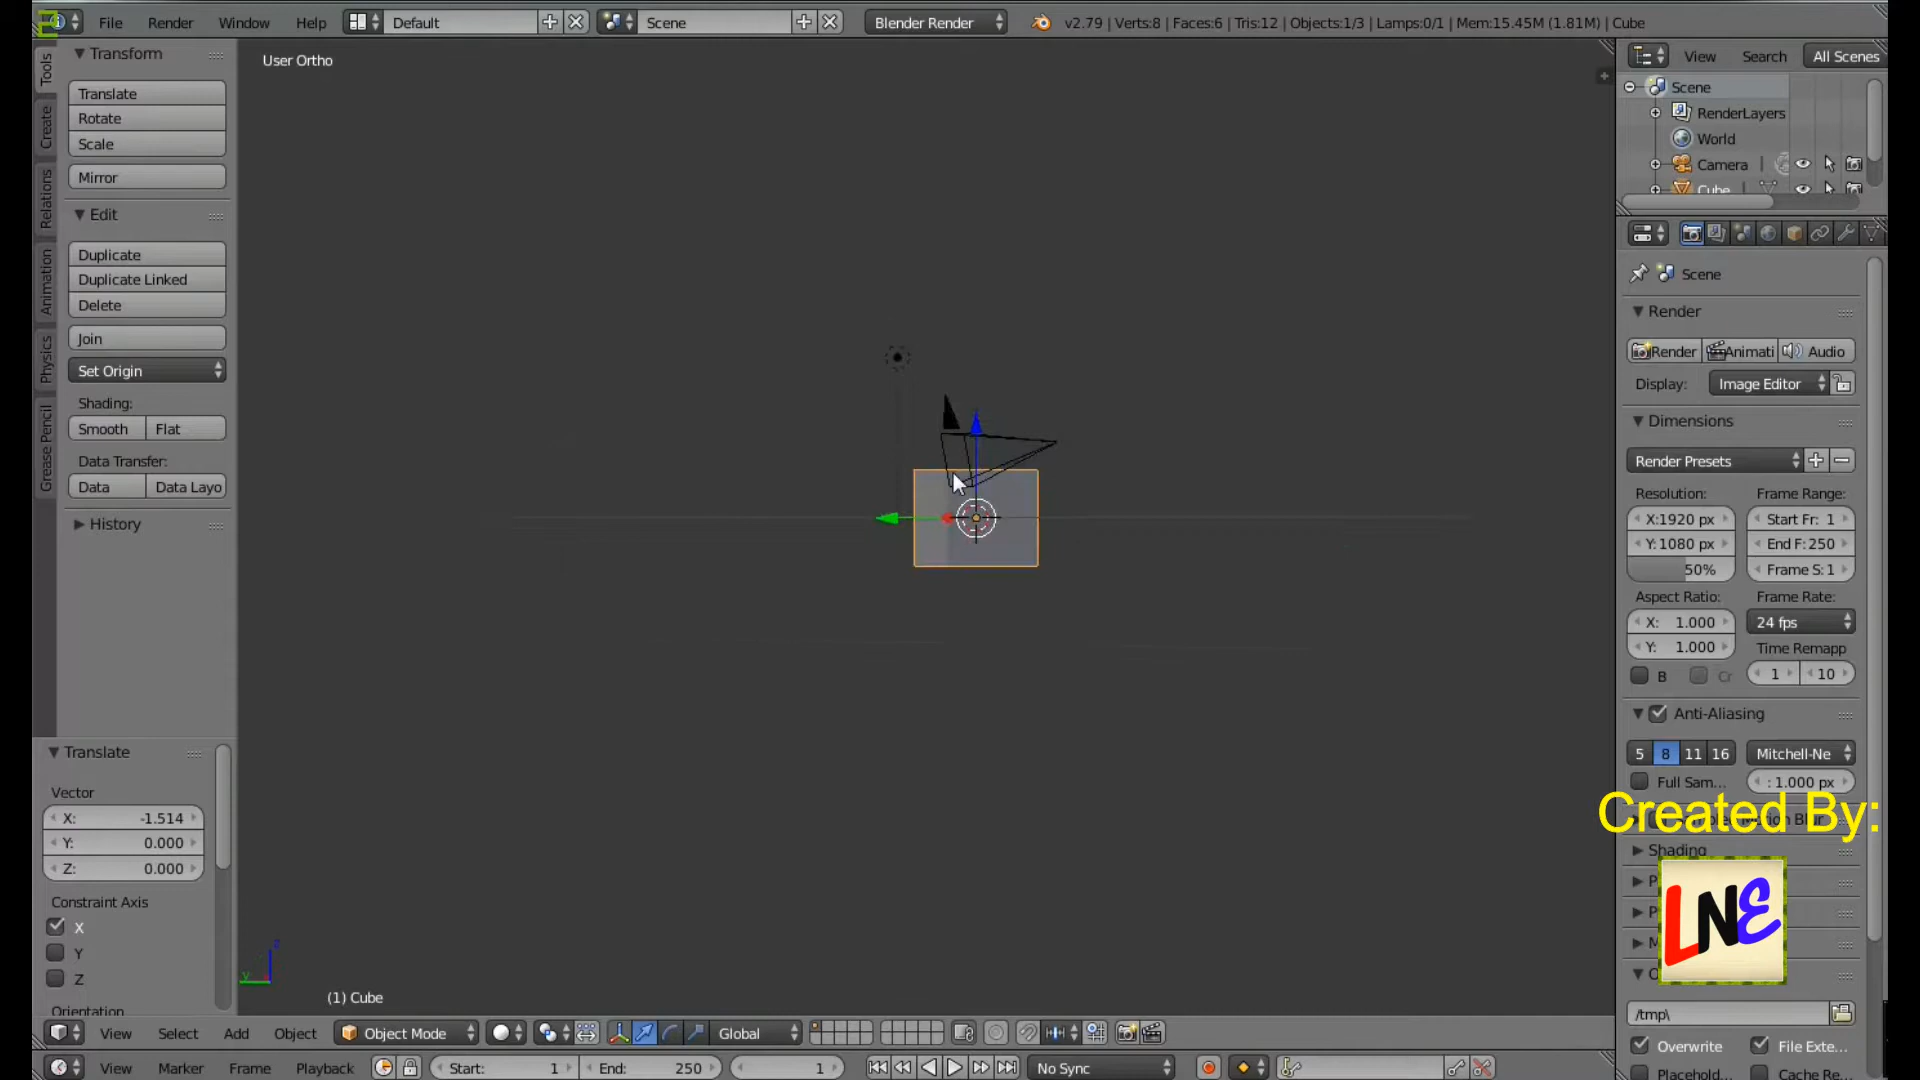 File Render Window Help Default Scene Blender Render v2.79 | Verts:8 | Faces:6 | Tris:12 | Objects:1/3 | Lamps:0/1 | Mem:15.45M (1.81M) | Cube
Tools
Create
Relations
Animation
Physics
Grease Pencil
Transform
Translate
Rotate
Scale
Mirror
Edit
Duplicate
Duplicate Linked
Delete
Join
Set Origin
Shading:
Smooth Flat
Data Transfer:
Data Data Layo
History
Translate
Vector
X: -1.514
Y: 0.000
Z: 0.000
Constraint Axis
X
Y
Z
Orientation
User Ortho
(1) Cube
View Search All Scenes
Scene
RenderLayers
World
Camera
Cube
Scene
Render
Render Animati Audio
Display: Image Editor
Dimensions
Render Presets
Resolution: Frame Range:
X:1920 px Start Fr: 1
Y:1080 px End F:250
50% Frame S:1
Aspect Ratio: Frame Rate:
X: 1.000 24 fps
Y: 1.000 Time Remapp
B Cr 1 10
Anti-Aliasing
5 8 11 16 Mitchell-Ne
Full Sam... : 1.000 px
Created By:
Shading
LNE
/tmp\
Overwrite File Exte...
Placehold Cache Re...
View Select Add Object Object Mode Global
View Marker Frame Playback Start: 1 End: 250 1 No Sync